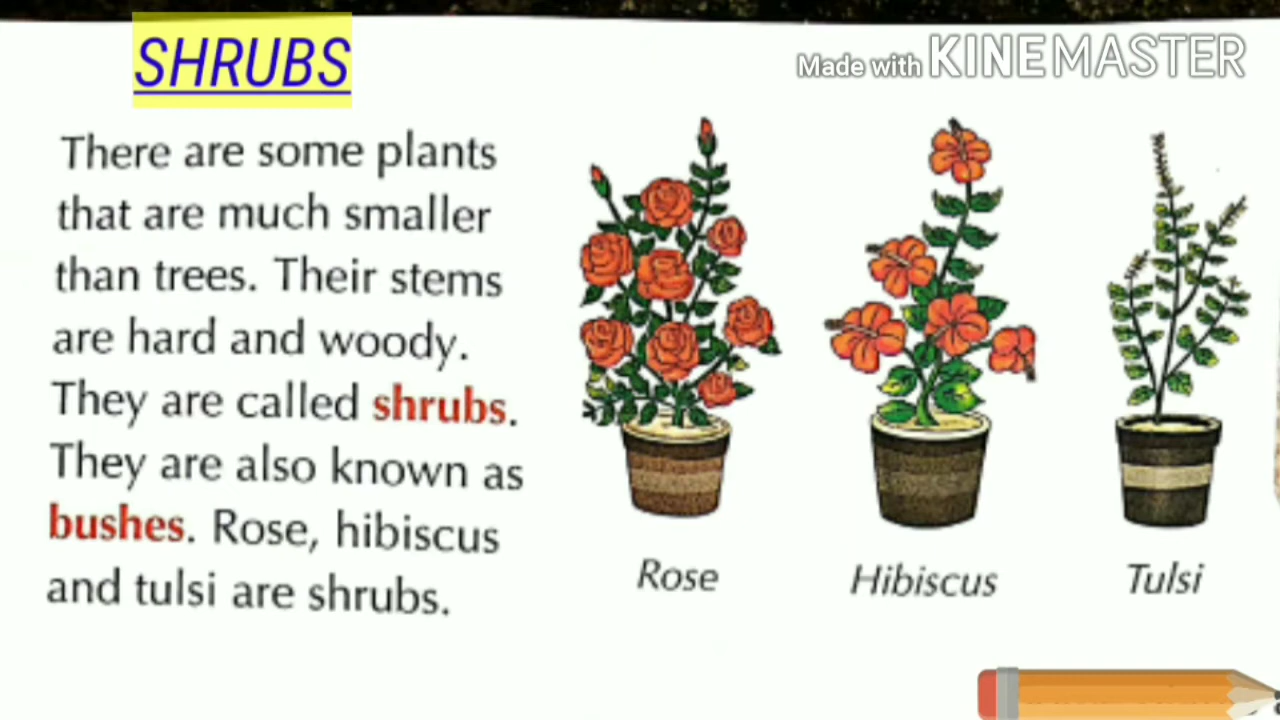 SHRUBS
Made with KINEMASTER
There are some plants
that are much smaller
than trees. Their stems
are hard and woody.
They are called shrubs.
They are also known as
bushes. Rose, hibiscus
and tulsi are shrubs.
Rose
Hibiscus
Tulsi